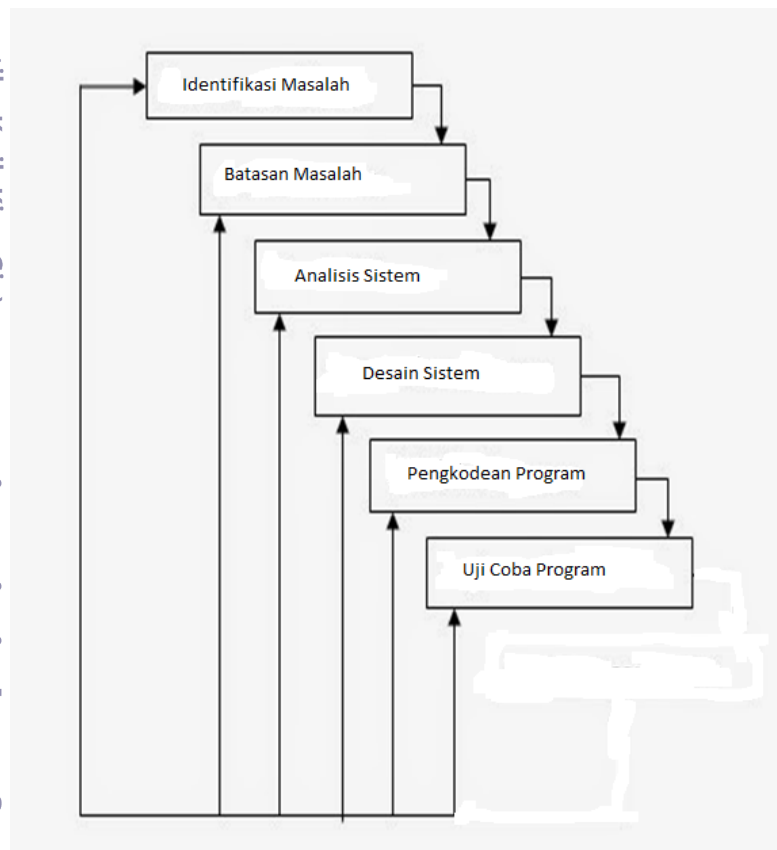 Identifikasi Masalah
Batasan Masalah
Analisis Sistem
Desain Sistem
Pengkodean Program
Uji Coba Program